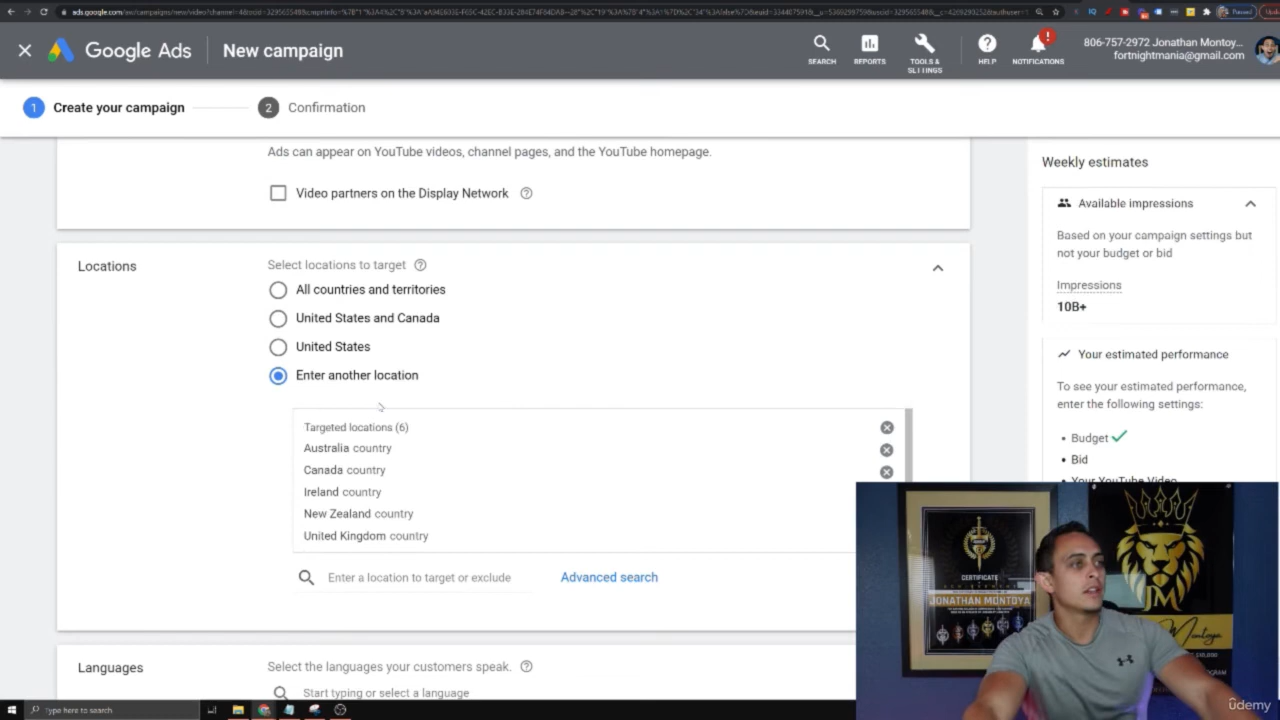 Google Ads
New campaign
SEARCH
REPORTS
TOOLS &
SETTINGS
HELP
NOTIFICATIONS
806-757-2972 Jonathan Montoy...
fortnightmania@gmail.com
1 Create your campaign
2 Confirmation
Ads can appear on YouTube videos, channel pages, and the YouTube homepage.
Video partners on the Display Network
Locations
Select locations to target
All countries and territories
United States and Canada
United States
Enter another location
Targeted locations (6)
Australia country
Canada country
Ireland country
New Zealand country
United Kingdom country
Enter a location to target or exclude
Advanced search
Languages
Select the languages your customers speak.
Start typing or select a language
Weekly estimates
Available impressions
Based on your campaign settings but
not your budget or bid
Impressions
10B+
Your estimated performance
To see your estimated performance,
enter the following settings:
• Budget
• Bid
• Your YouTube Video
CERTIFICATE
JONATHAN MONTOYA
JM
Montoya
Type here to search
ûdemy